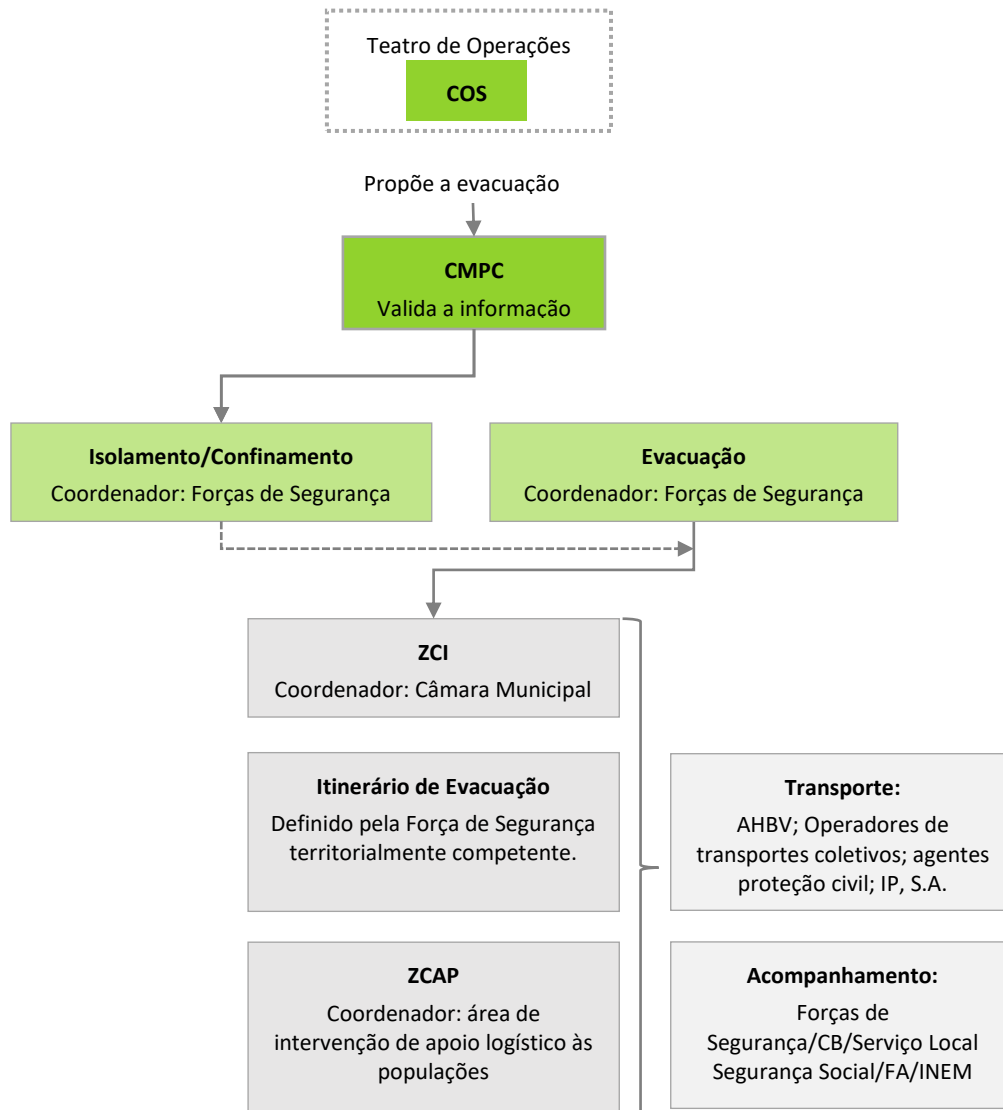 Teatro de Operações
COS
Propõe a evacuação
CMPC
Valida a informação
Isolamento/Confinamento
Coordenador: Forças de Segurança
Evacuação
Coordenador: Forças de Segurança
ZCI
Coordenador: Câmara Municipal
Itinerário de Evacuação
Definido pela Força de Segurança
territorialmente competente.
Transporte:
AHBV; Operadores de
transportes coletivos; agentes
proteção civil; IP, S.A.
ZCAP
Coordenador: área de
intervenção de apoio logístico às
populações
Acompanhamento:
Forças de
Segurança/CB/Serviço Local
Segurança Social/FA/INEM